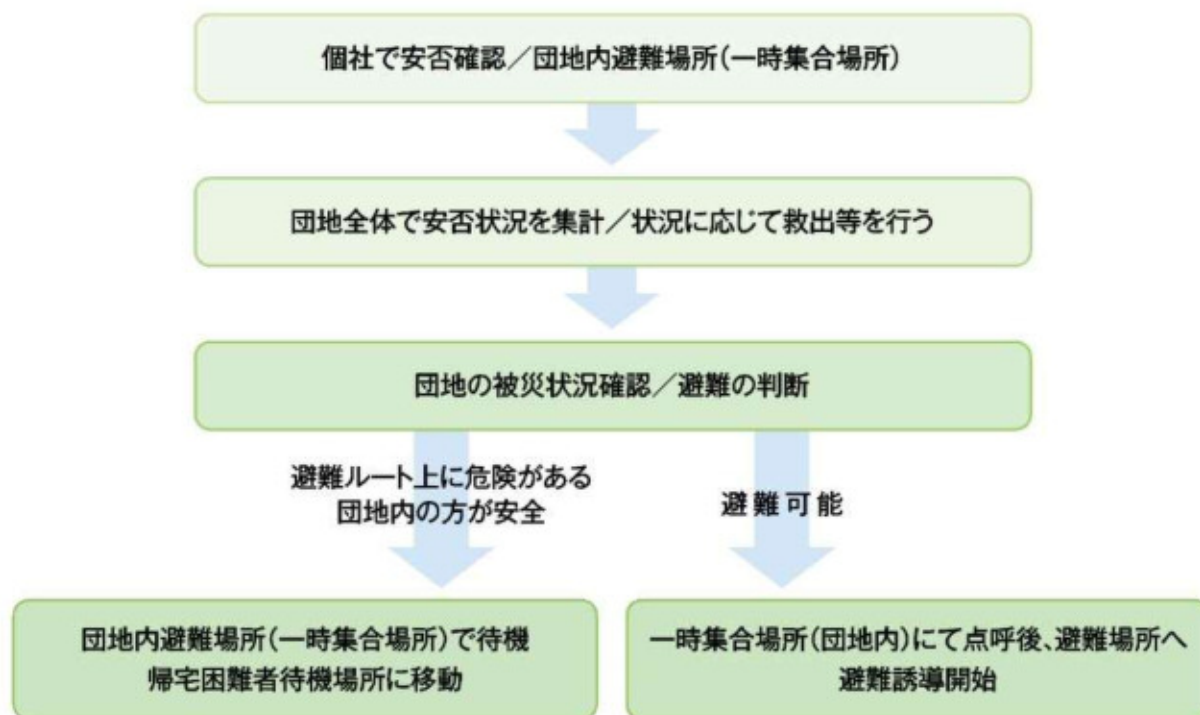 個社で安否確認／団地内避難場所(一時集合場所)
団地全体で安否状況を集計／状況に応じて救出等を行う
団地の被災状況確認／避難の判断
避難ルート上に危険がある
団地内の方が安全
避難可能
団地内避難場所(一時集合場所)で待機
帰宅困難者待機場所に移動
一時集合場所(団地内)にて点呼後、避難場所へ
避難誘導開始